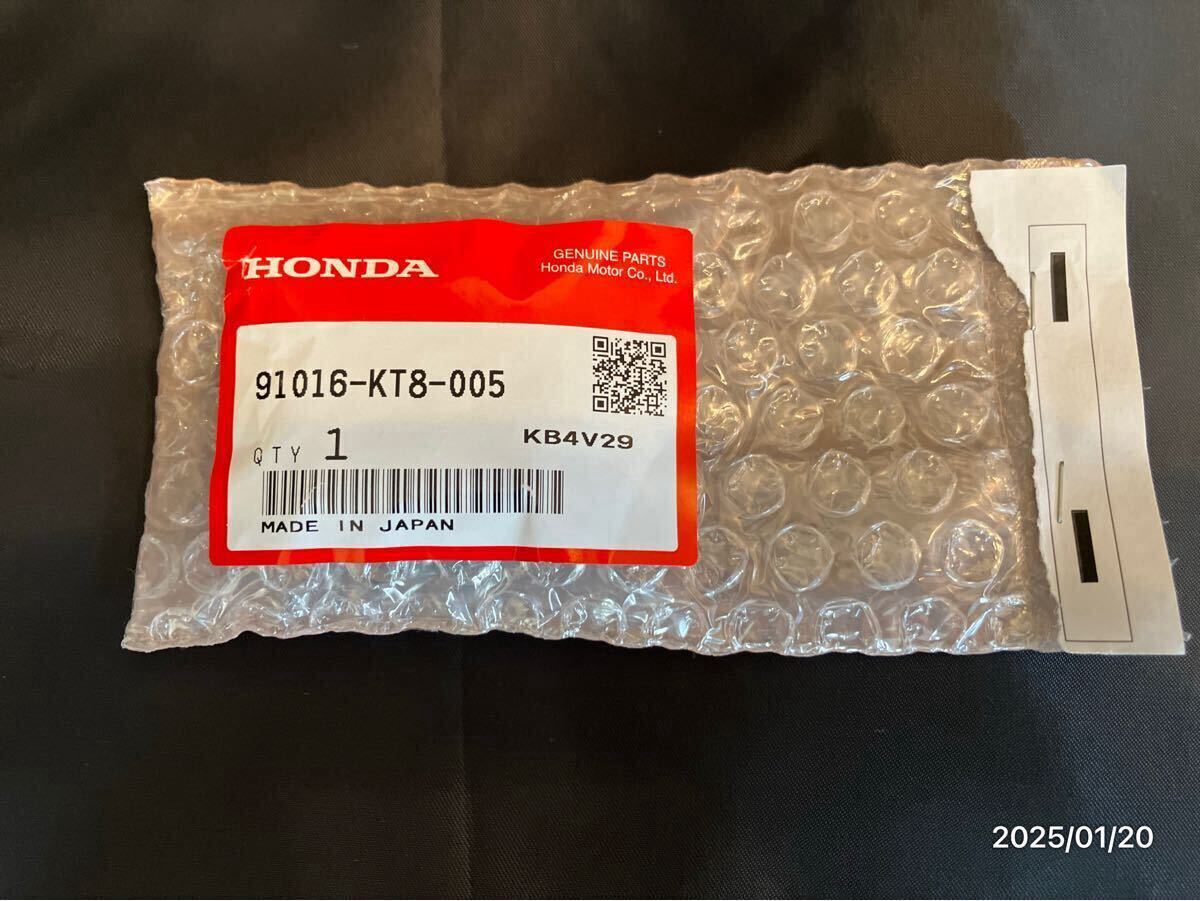 HONDA
GENUINE PARTS
Honda Motor Co., Ltd.
91016-KT8-005
QTY 1
KB4V29
MADE IN JAPAN
2025/01/20